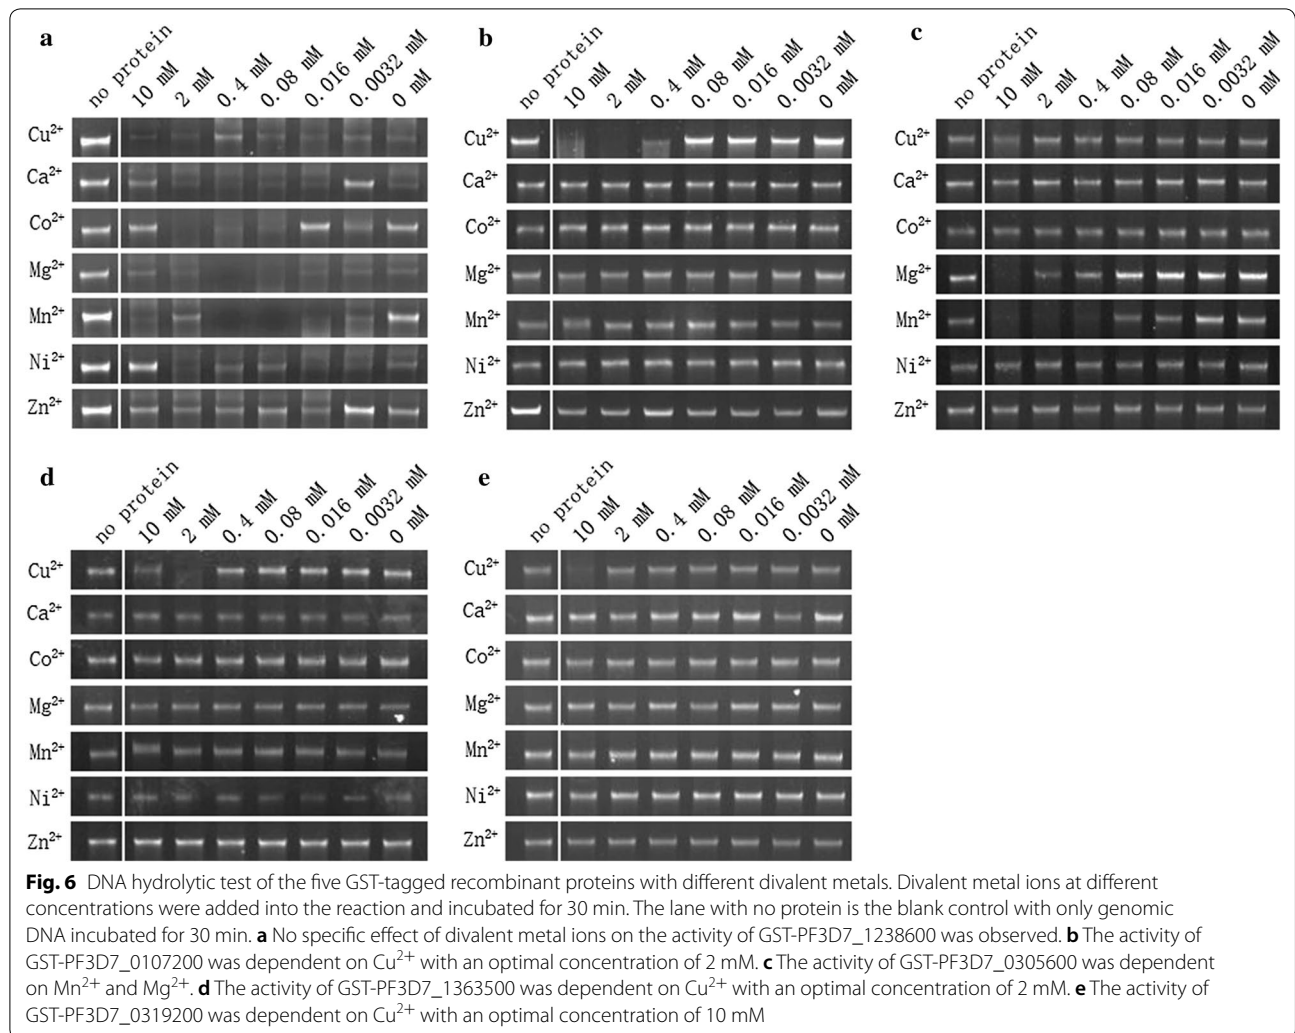 a
no protein
10 mM
2 mM
0.4 mM
0.08 mM
0.016 mM
0.0032 mM
0 mM
Cu²⁺
Ca²⁺
Co²⁺
Mg²⁺
Mn²⁺
Ni²⁺
Zn²⁺
b
no protein
10 mM
2 mM
0.4 mM
0.08 mM
0.016 mM
0.0032 mM
0 mM
Cu²⁺
Ca²⁺
Co²⁺
Mg²⁺
Mn²⁺
Ni²⁺
Zn²⁺
c
no protein
10 mM
2 mM
0.4 mM
0.08 mM
0.016 mM
0.0032 mM
0 mM
Cu²⁺
Ca²⁺
Co²⁺
Mg²⁺
Mn²⁺
Ni²⁺
Zn²⁺
d
no protein
10 mM
2 mM
0.4 mM
0.08 mM
0.016 mM
0.0032 mM
0 mM
Cu²⁺
Ca²⁺
Co²⁺
Mg²⁺
Mn²⁺
Ni²⁺
Zn²⁺
e
no protein
10 mM
2 mM
0.4 mM
0.08 mM
0.016 mM
0.0032 mM
0 mM
Cu²⁺
Ca²⁺
Co²⁺
Mg²⁺
Mn²⁺
Ni²⁺
Zn²⁺
Fig. 6 DNA hydrolytic test of the five GST-tagged recombinant proteins with different divalent metals. Divalent metal ions at different
concentrations were added into the reaction and incubated for 30 min. The lane with no protein is the blank control with only genomic
DNA incubated for 30 min. a No specific effect of divalent metal ions on the activity of GST-PF3D7_1238600 was observed. b The activity of
GST-PF3D7_0107200 was dependent on Cu²⁺ with an optimal concentration of 2 mM. c The activity of GST-PF3D7_0305600 was dependent
on Mn²⁺ and Mg²⁺. d The activity of GST-PF3D7_1363500 was dependent on Cu²⁺ with an optimal concentration of 2 mM. e The activity of
GST-PF3D7_0319200 was dependent on Cu²⁺ with an optimal concentration of 10 mM